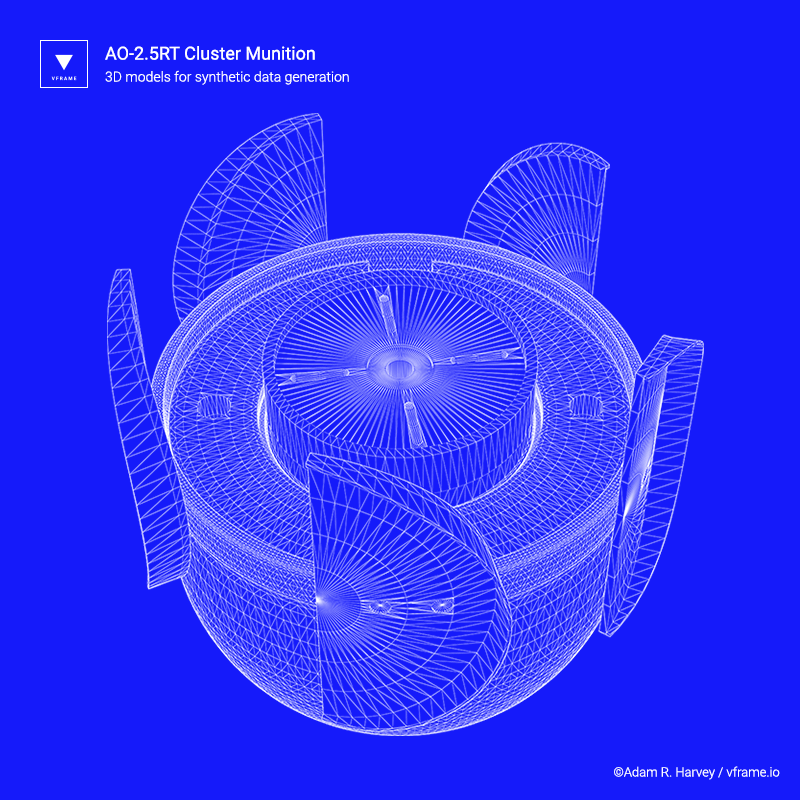 AO-2.5RT Cluster Munition
3D models for synthetic data generation
VFRAME
©Adam R. Harvey / vframe.io